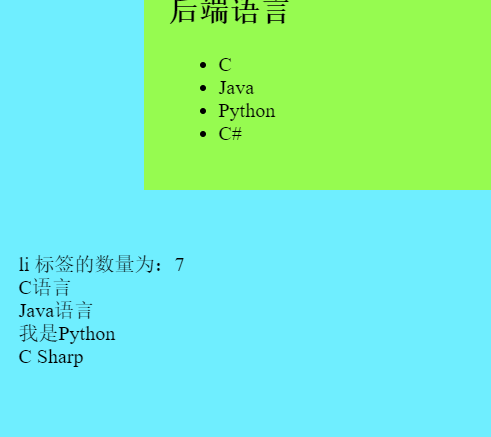 后端语言
C
Java
Python
C#
li 标签的数量为：7
C语言
Java语言
我是Python
C Sharp